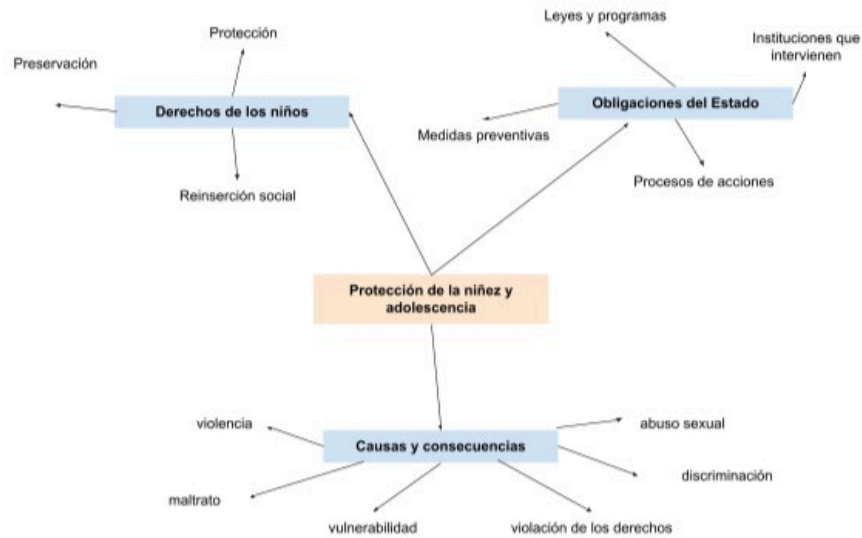 Leyes y programas
Protección
Instituciones que
intervienen
Preservación
Derechos de los niños
Obligaciones del Estado
Medidas preventivas
Procesos de acciones
Reinserción social
Protección de la niñez y
adolescencia
violencia
abuso sexual
Causas y consecuencias
discriminación
maltrato
vulnerabilidad
violación de los derechos